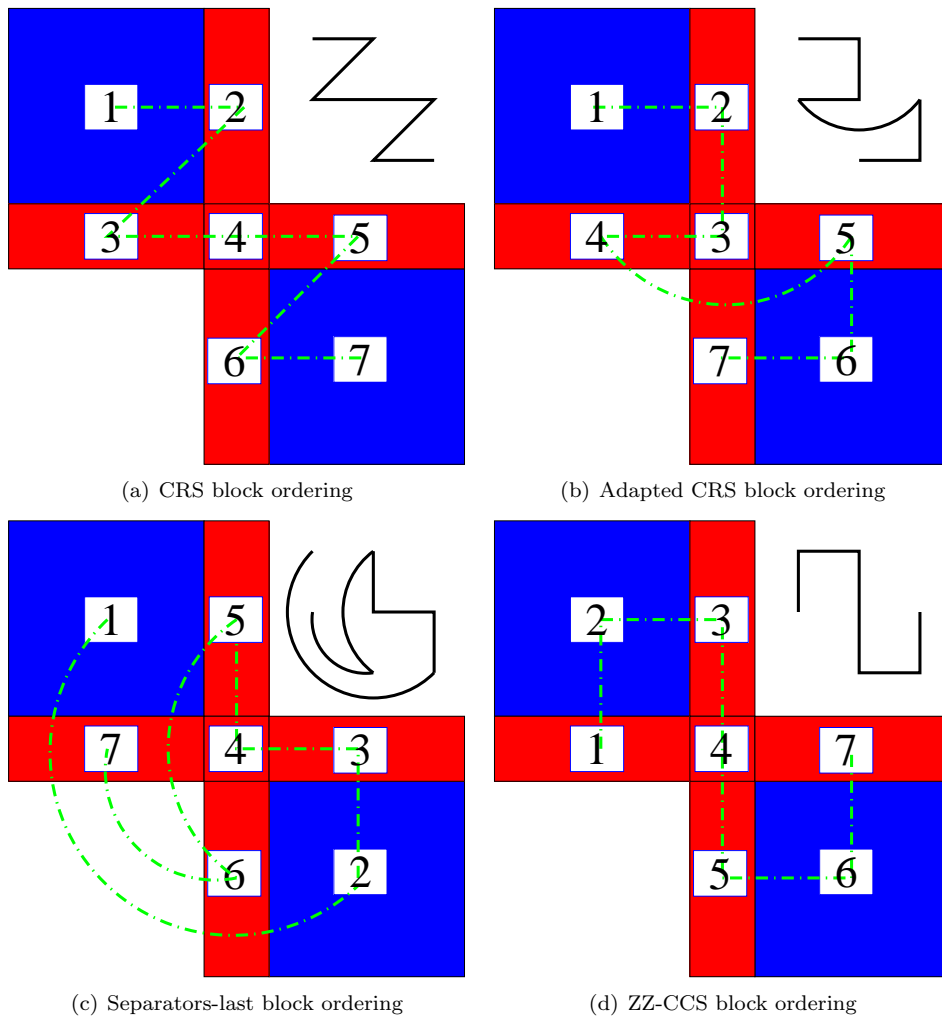 1 2
3 4 5
6 7
(a) CRS block ordering
1 2
4 3 5
7 6
(b) Adapted CRS block ordering
1 5
7 4 3
6 2
(c) Separators-last block ordering
2 3
1 4 7
5 6
(d) ZZ-CCS block ordering